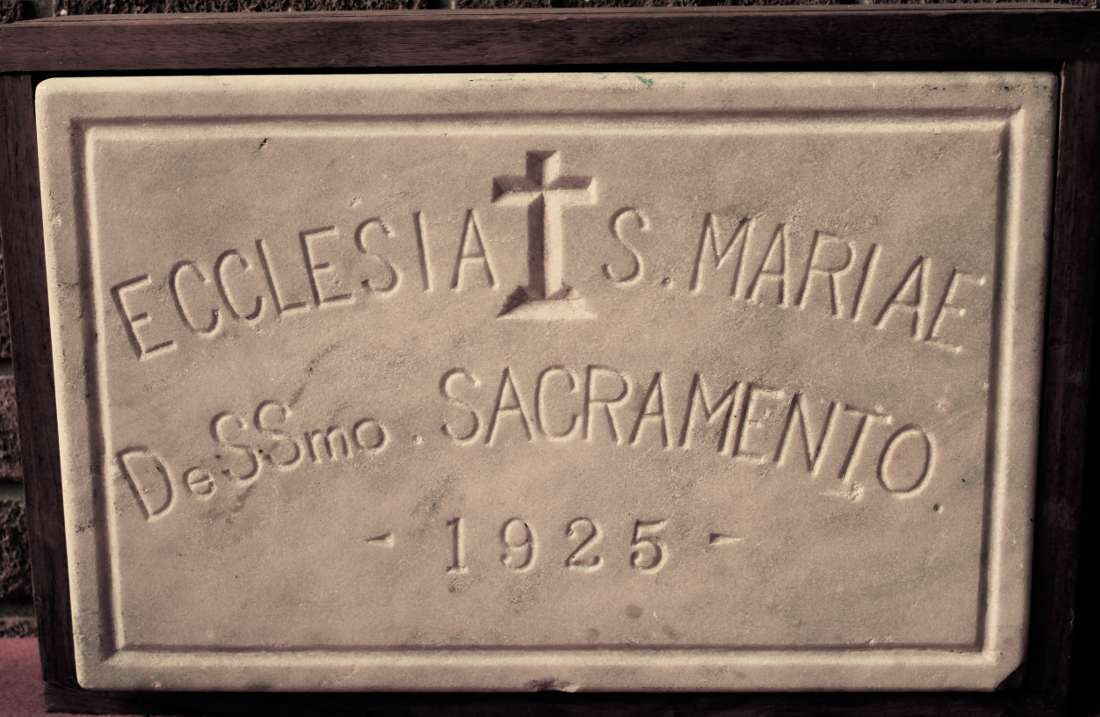 ECCLESIA S. MARIAE
De SSmo. SACRAMENTO.
- 1925 -